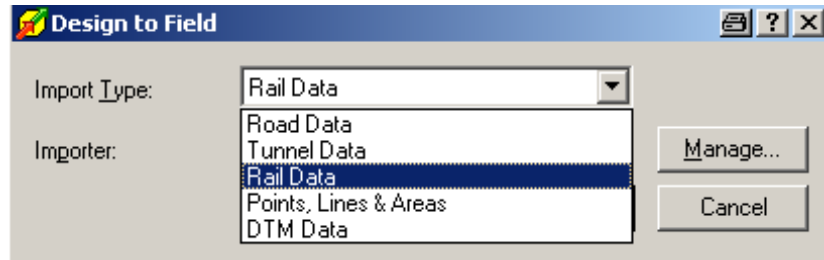 Design to Field
Import Type:
Rail Data
Road Data
Importer:
Tunnel Data
Manage...
Rail Data
Points, Lines & Areas
Cancel
DTM Data